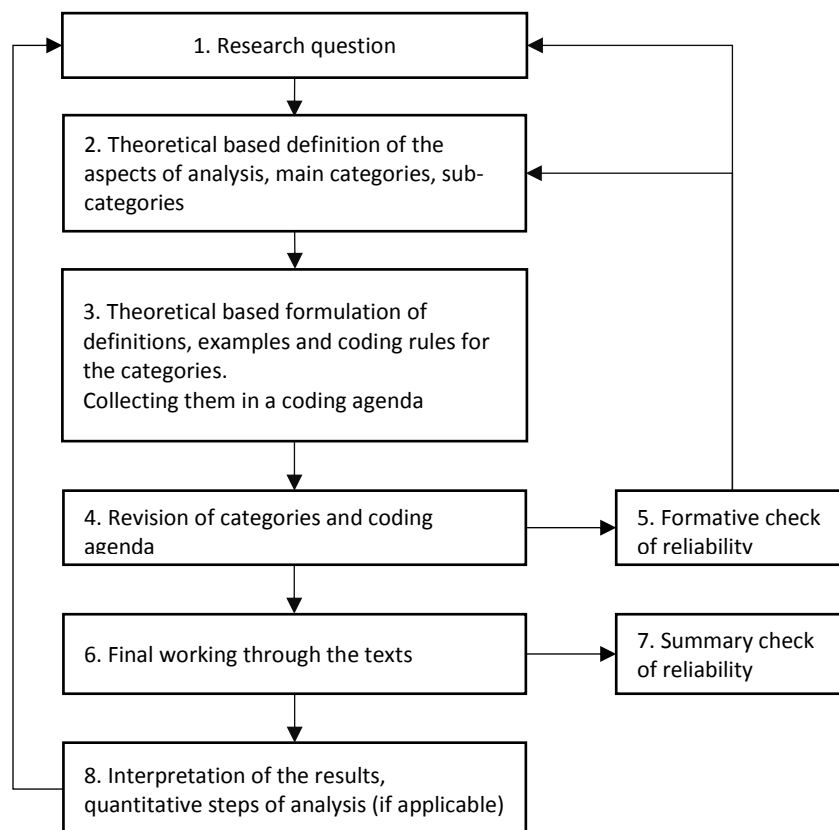 1. Research question
2. Theoretical based definition of the
aspects of analysis, main categories, sub-
categories
3. Theoretical based formulation of
definitions, examples and coding rules for
the categories.
Collecting them in a coding agenda
4. Revision of categories and coding
agenda
5. Formative check
of reliability
6. Final working through the texts
7. Summary check
of reliability
8. Interpretation of the results,
quantitative steps of analysis (if applicable)